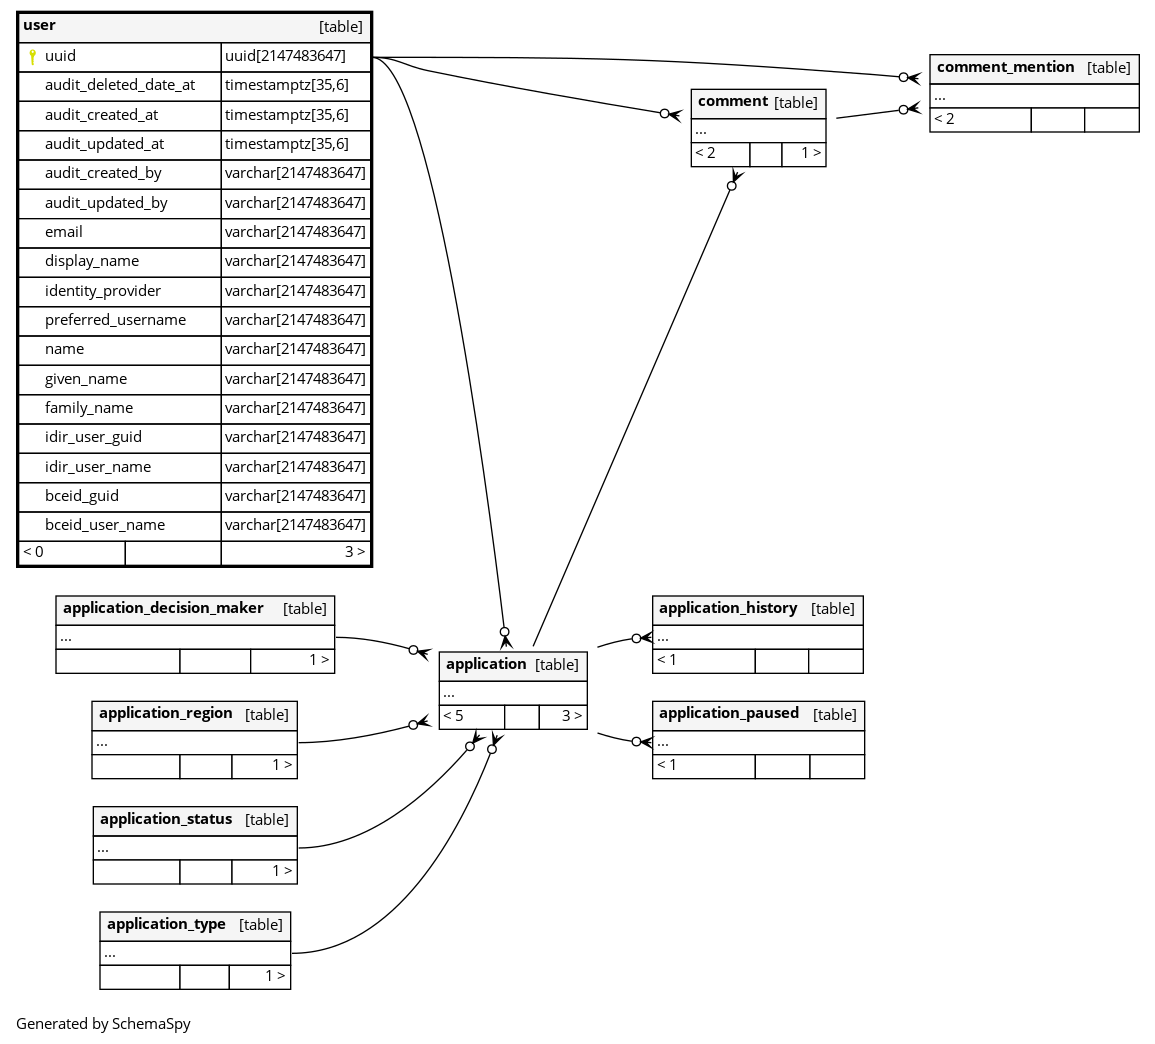 user [table]
uuid uuid[2147483647]
audit_deleted_date_at timestamptz[35,6]
audit_created_at timestamptz[35,6]
audit_updated_at timestamptz[35,6]
audit_created_by varchar[2147483647]
audit_updated_by varchar[2147483647]
email varchar[2147483647]
display_name varchar[2147483647]
identity_provider varchar[2147483647]
preferred_username varchar[2147483647]
name varchar[2147483647]
given_name varchar[2147483647]
family_name varchar[2147483647]
idir_user_guid varchar[2147483647]
idir_user_name varchar[2147483647]
bceid_guid varchar[2147483647]
bceid_user_name varchar[2147483647]
< 0 3 >
comment [table]
...
< 2 1 >
comment_mention [table]
...
< 2
application_decision_maker [table]
...
1 >
application_region [table]
...
1 >
application_status [table]
...
1 >
application_type [table]
...
1 >
application [table]
...
< 5 3 >
application_history [table]
...
< 1
application_paused [table]
...
< 1
Generated by SchemaSpy